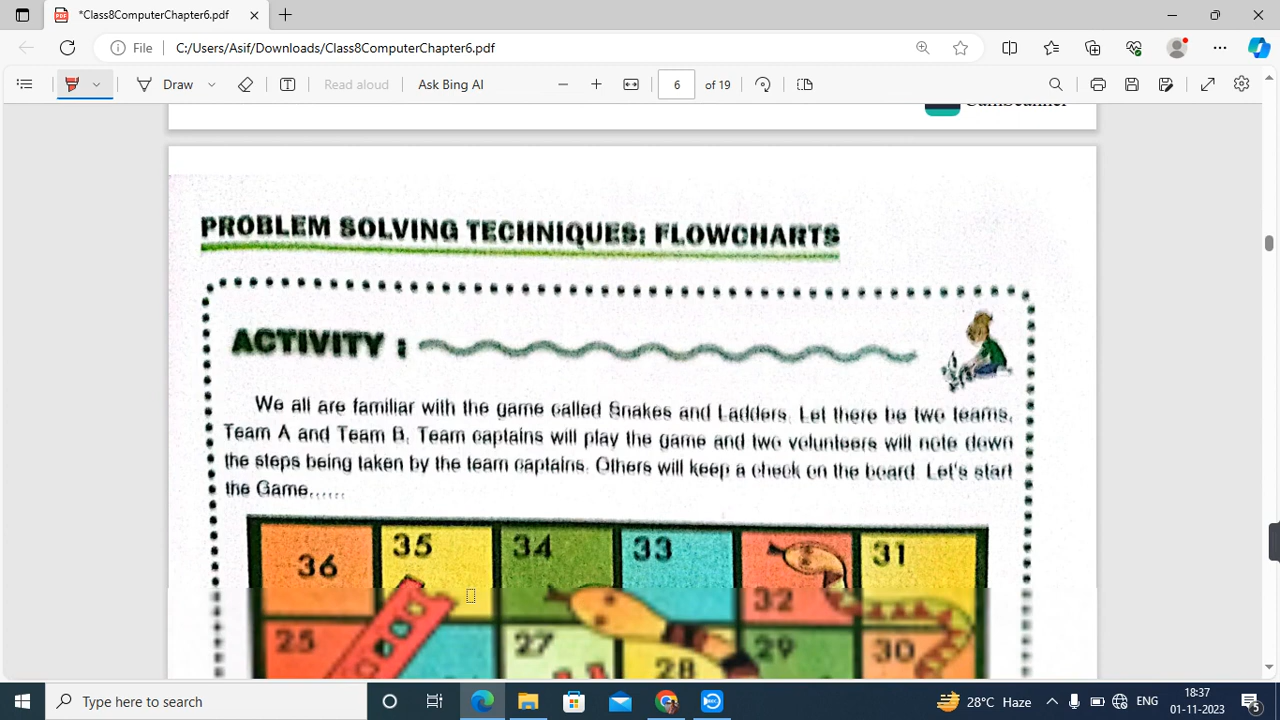 *Class8ComputerChapter6.pdf
File
C:/Users/Asif/Downloads/Class8ComputerChapter6.pdf
Draw
Read aloud
Ask Bing AI
6
of 19
PROBLEM SOLVING TECHNIQUES: FLOWCHARTS
ACTIVITY :
We all are familiar with the game called Snakes and Ladders. Let there be two teams,
Team A and Team B. Team captains will play the game and two volunteers will note down
the steps being taken by the team captains. Others will keep a check on the board. Let's start
the Game......
36 35 34 33 32 31
25 27 28 29 30
Type here to search
28°C Haze
ENG
18:37
01-11-2023
5